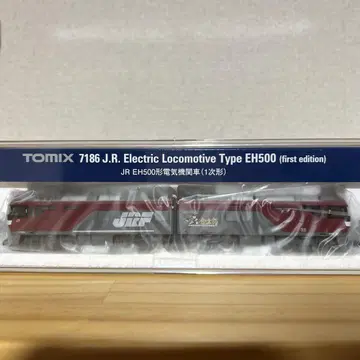 TOMIX 7186 J.R. Electric Locomotive Type EH500 (first edition)
JR EH500形電気機関車(1次形)
JRF